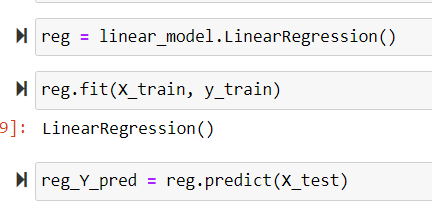 reg = linear_model.LinearRegression()
reg.fit(X_train, y_train)
9]: LinearRegression()
reg_Y_pred = reg.predict(X_test)